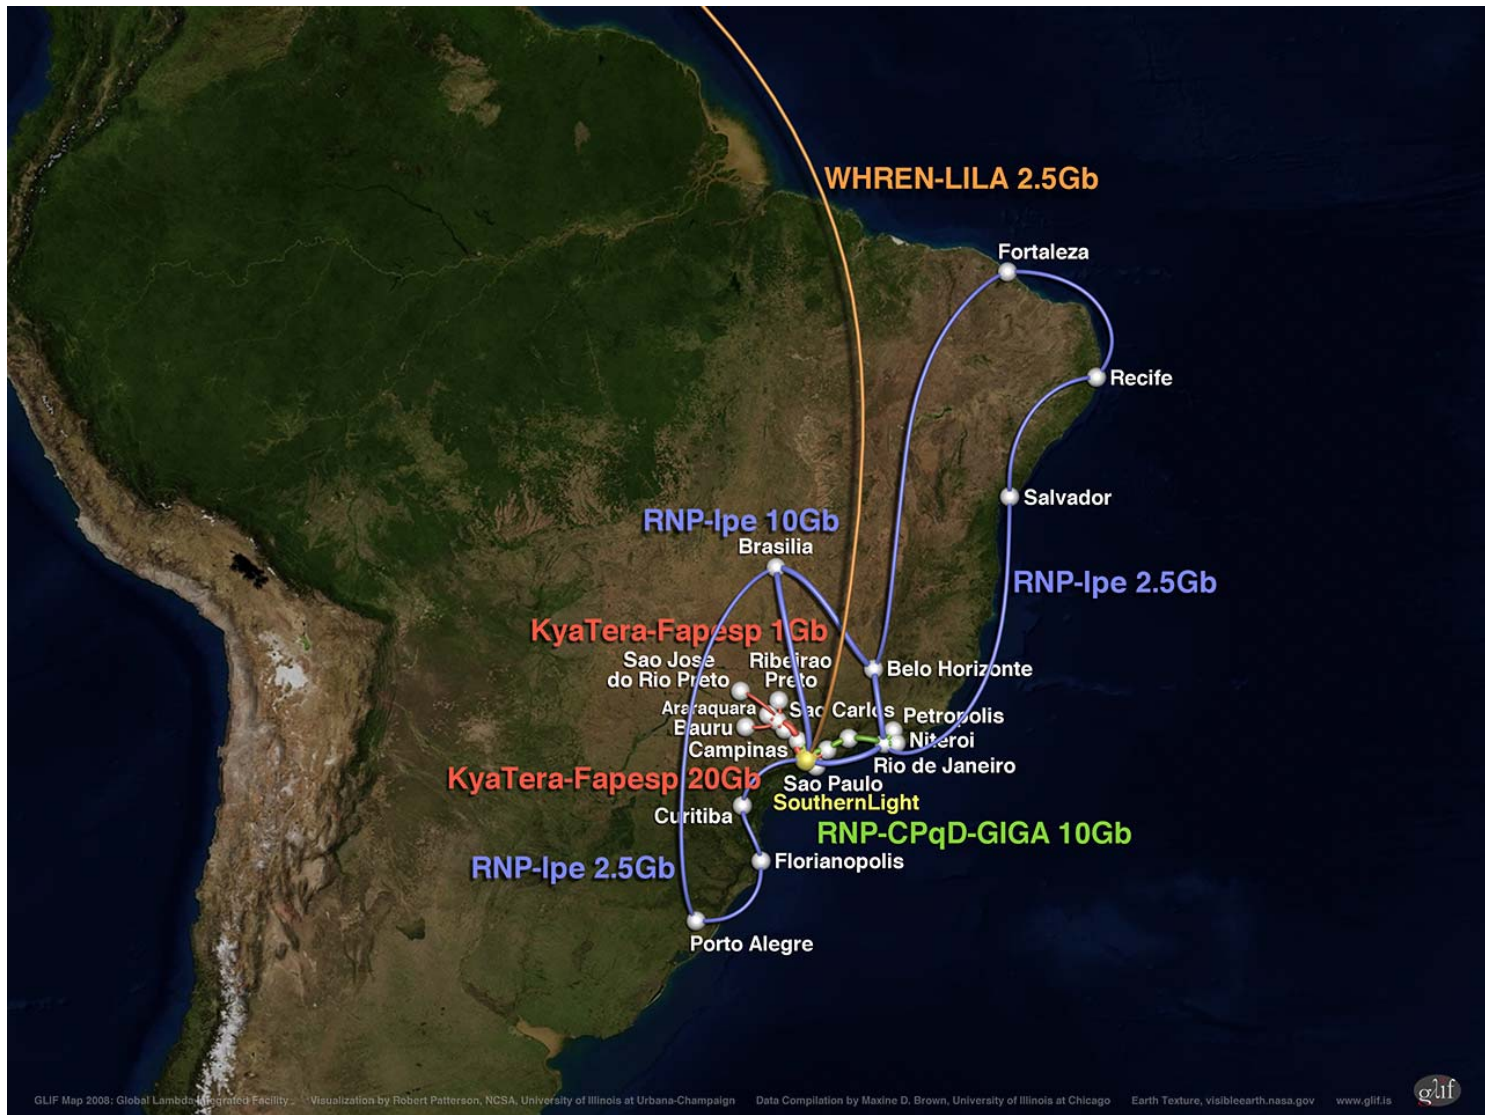 WHREN-LILA 2.5Gb
Fortaleza
Recife
Salvador
RNP-Ipe 10Gb
Brasilia
RNP-Ipe 2.5Gb
KyaTera-Fapesp 1Gb
Sao Jose
do Rio Preto
Ribeirao
Preto
Belo Horizonte
Araraquara
Sao Carlos
Petropolis
Bauru
Niteroi
Campinas
Rio de Janeiro
KyaTera-Fapesp 20Gb
Sao Paulo
SouthernLight
Curitiba
RNP-CPqD-GIGA 10Gb
RNP-Ipe 2.5Gb
Florianopolis
Porto Alegre
glif
GLIF Map 2008: Global Lambda Integrated Facility Visualization by Robert Patterson, NCSA, University of Illinois at Urbana-Champaign Data Compilation by Maxine D. Brown, University of Illinois at Chicago Earth Texture, visibleearth.nasa.gov www.glif.is